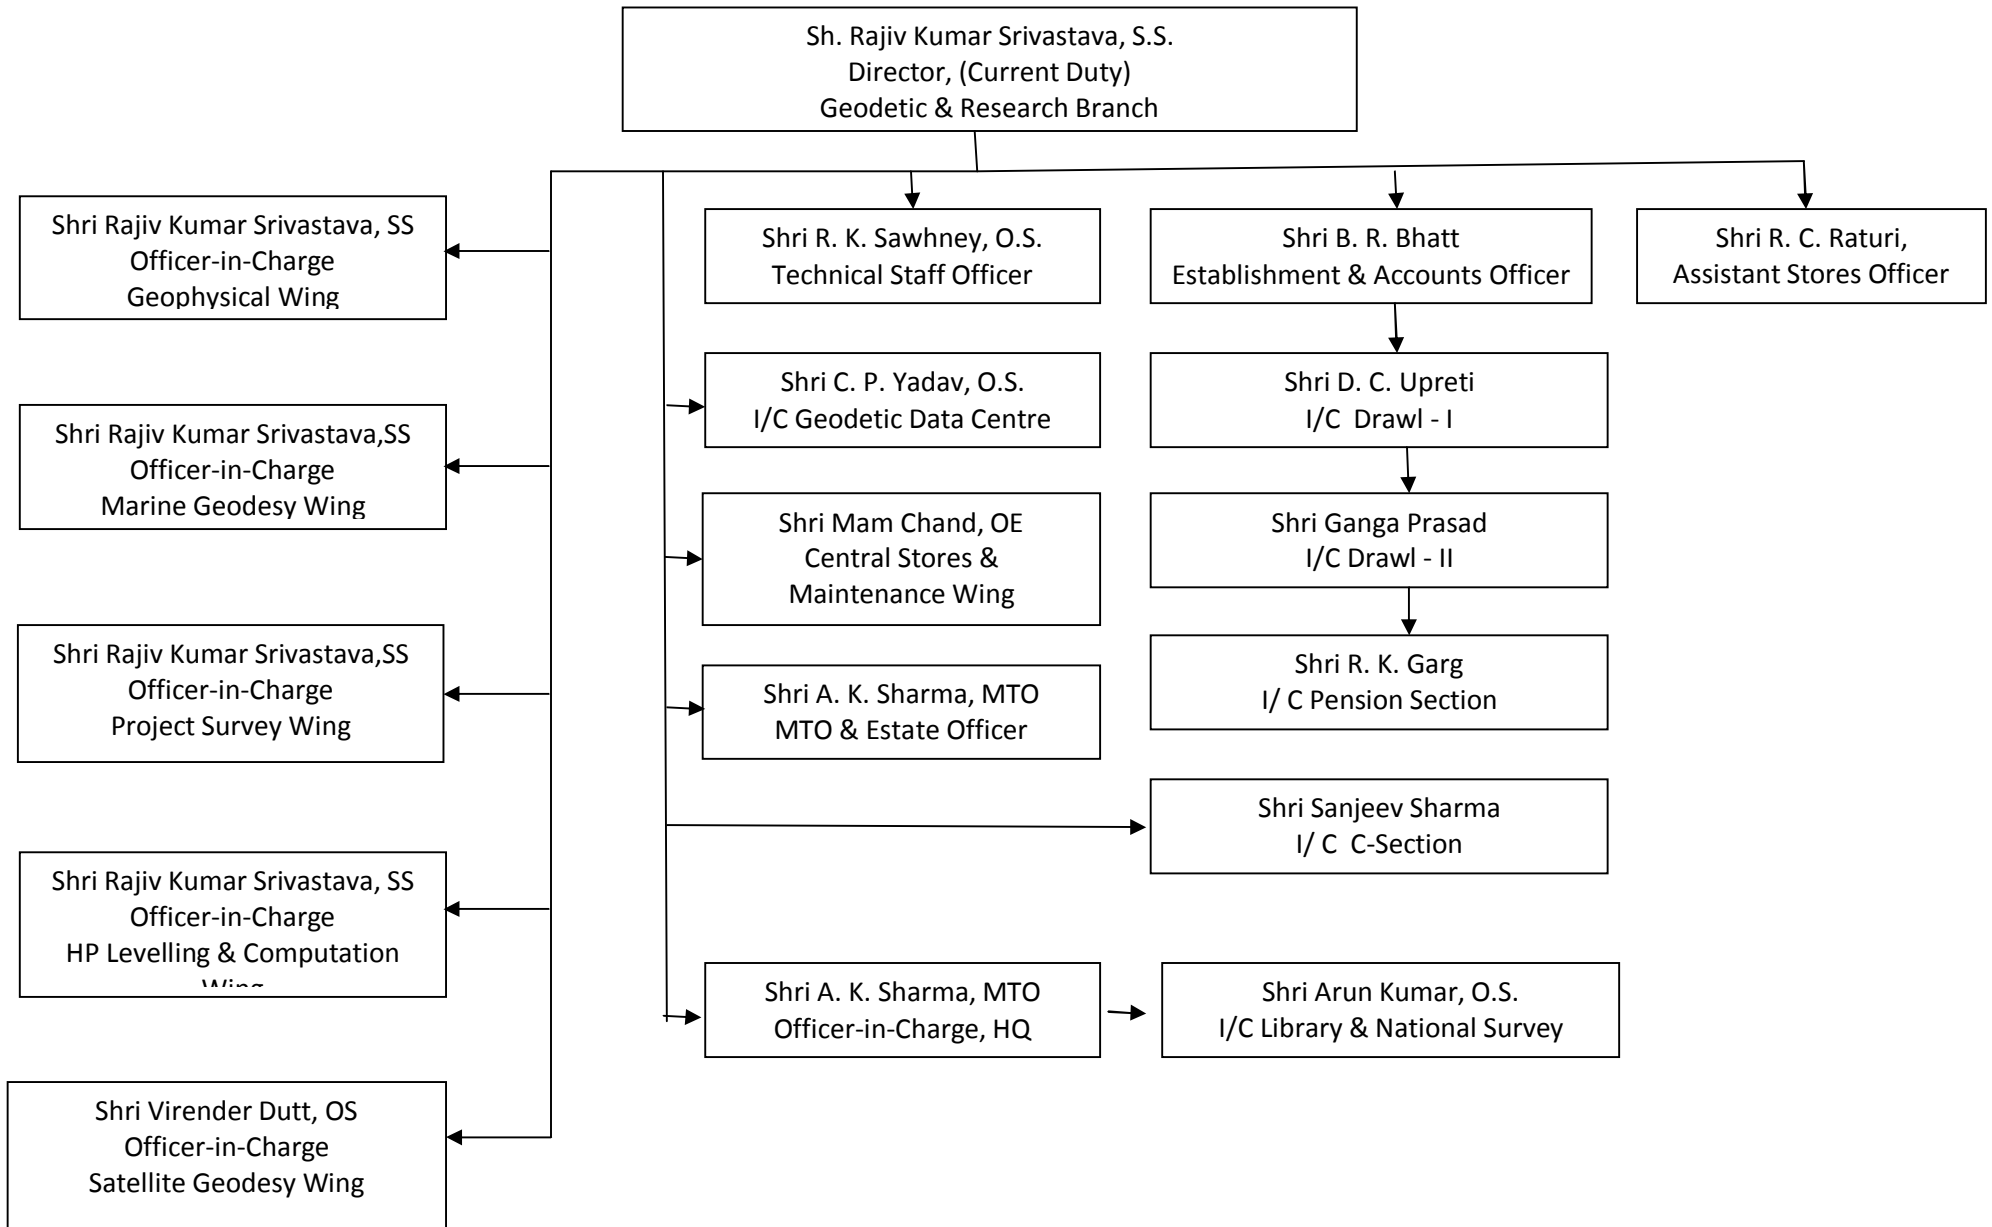 Sh. Rajiv Kumar Srivastava, S.S.
Director, (Current Duty)
Geodetic & Research Branch
Shri Rajiv Kumar Srivastava, SS
Officer-in-Charge
Geophysical Wing
Shri R. K. Sawhney, O.S.
Technical Staff Officer
Shri B. R. Bhatt
Establishment & Accounts Officer
Shri R. C. Raturi,
Assistant Stores Officer
Shri Rajiv Kumar Srivastava,SS
Officer-in-Charge
Marine Geodesy Wing
Shri C. P. Yadav, O.S.
I/C Geodetic Data Centre
Shri D. C. Upreti
I/C Drawl - I
Shri Mam Chand, OE
Central Stores &
Maintenance Wing
Shri Ganga Prasad
I/C Drawl - II
Shri Rajiv Kumar Srivastava,SS
Officer-in-Charge
Project Survey Wing
Shri A. K. Sharma, MTO
MTO & Estate Officer
Shri R. K. Garg
I/ C Pension Section
Shri Sanjeev Sharma
I/ C C-Section
Shri Rajiv Kumar Srivastava, SS
Officer-in-Charge
HP Levelling & Computation
Wing
Shri A. K. Sharma, MTO
Officer-in-Charge, HQ
Shri Arun Kumar, O.S.
I/C Library & National Survey
Shri Virender Dutt, OS
Officer-in-Charge
Satellite Geodesy Wing